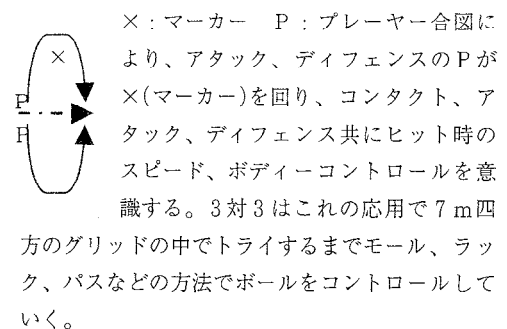 ×：マーカー　P：プレーヤー合図に
×
より、アタック、ディフェンスのPが
P
×(マーカー)を回り、コンタクト、ア
P
タック、ディフェンス共にヒット時の
スピード、ボディーコントロールを意
識する。3対3はこれの応用で7m四
方のグリッドの中でトライするまでモール、ラッ
ク、パスなどの方法でボールをコントロールして
いく。